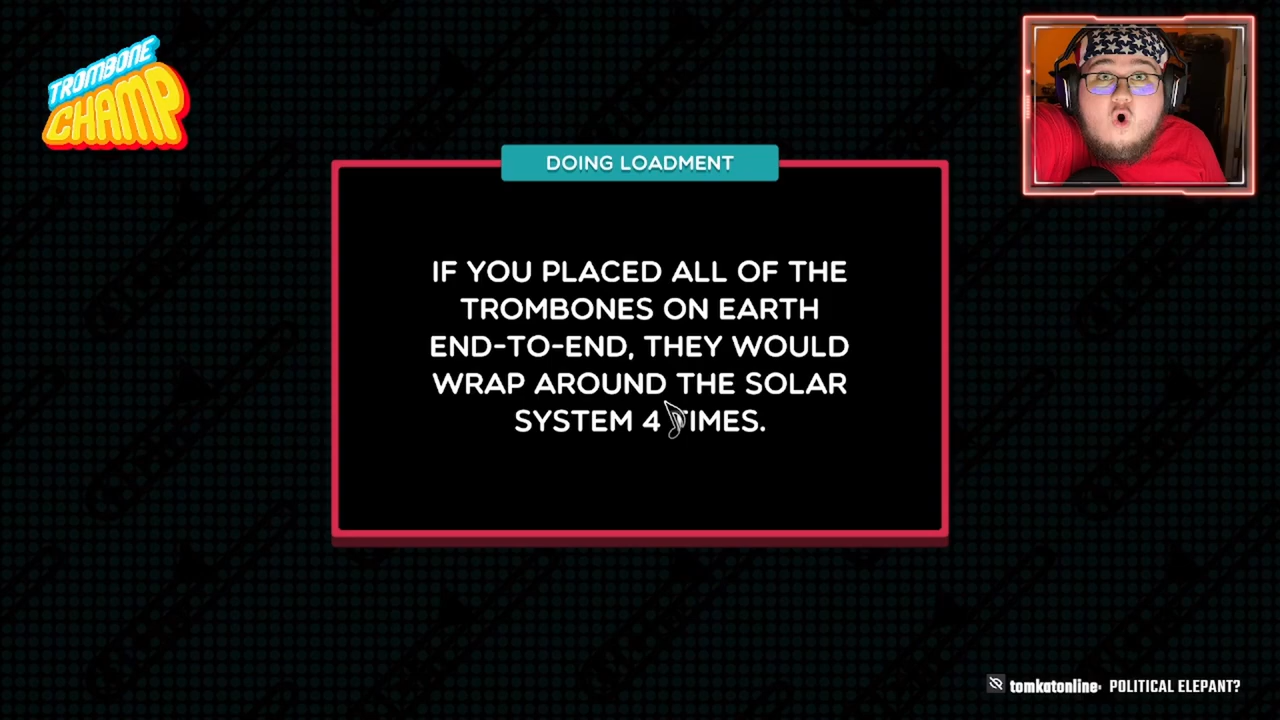 TROMBONE
CHAMP
DOING LOADMENT
IF YOU PLACED ALL OF THE
TROMBONES ON EARTH
END-TO-END, THEY WOULD
WRAP AROUND THE SOLAR
SYSTEM 4 TIMES.
tomkatonline: POLITICAL ELEPANT?